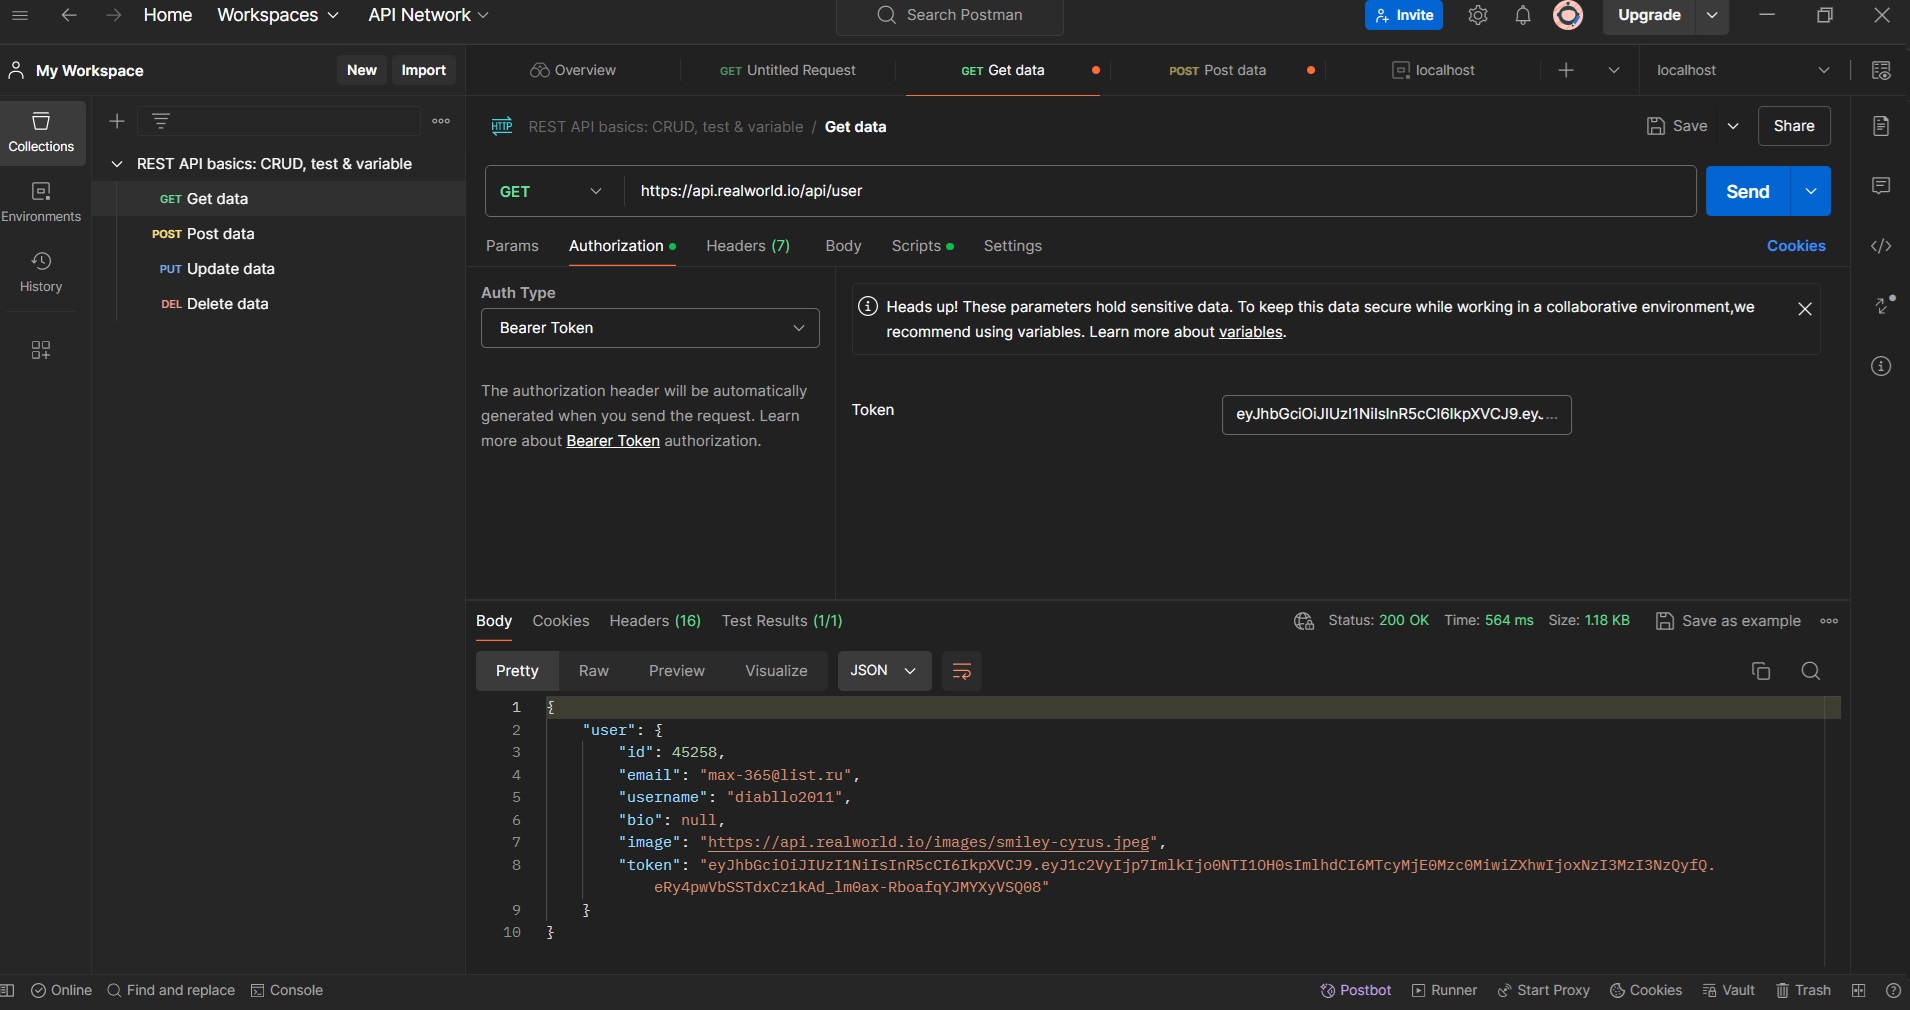 Home Workspaces API Network Search Postman Invite Upgrade
My Workspace New Import Overview GET Untitled Request GET Get data POST Post data localhost localhost
Collections
Environments
History
REST API basics: CRUD, test & variable
GET Get data
POST Post data
PUT Update data
DEL Delete data
HTTP REST API basics: CRUD, test & variable / Get data Save Share
GET https://api.realworld.io/api/user Send
Params Authorization Headers (7) Body Scripts Settings Cookies
Auth Type
Bearer Token
The authorization header will be automatically
generated when you send the request. Learn
more about Bearer Token authorization.
Heads up! These parameters hold sensitive data. To keep this data secure while working in a collaborative environment,we
recommend using variables. Learn more about variables.
Token eyJhbGciOiJIUzI1NiIsInR5cCI6IkpXVCJ9.ey...
Body Cookies Headers (16) Test Results (1/1) Status: 200 OK Time: 564 ms Size: 1.18 KB Save as example
Pretty Raw Preview Visualize JSON
1 {
2 "user": {
3 "id": 45258,
4 "email": "max-365@list.ru",
5 "username": "diabllo2011",
6 "bio": null,
7 "image": "https://api.realworld.io/images/smiley-cyrus.jpeg",
8 "token": "eyJhbGciOiJIUzI1NiIsInR5cCI6IkpXVCJ9.eyJ1c2VyIjp7ImlkIjo0NTI1OH0sImlhdCI6MTcyMjE0Mzc0MiwiZXhwIjoxNzI3MzI3NzQyfQ.
eRy4pwVbSSTdxCz1kAd_lm0ax-RboafqYJMYXyVSQ08"
9 }
10 }
Online Find and replace Console Postbot Runner Start Proxy Cookies Vault Trash